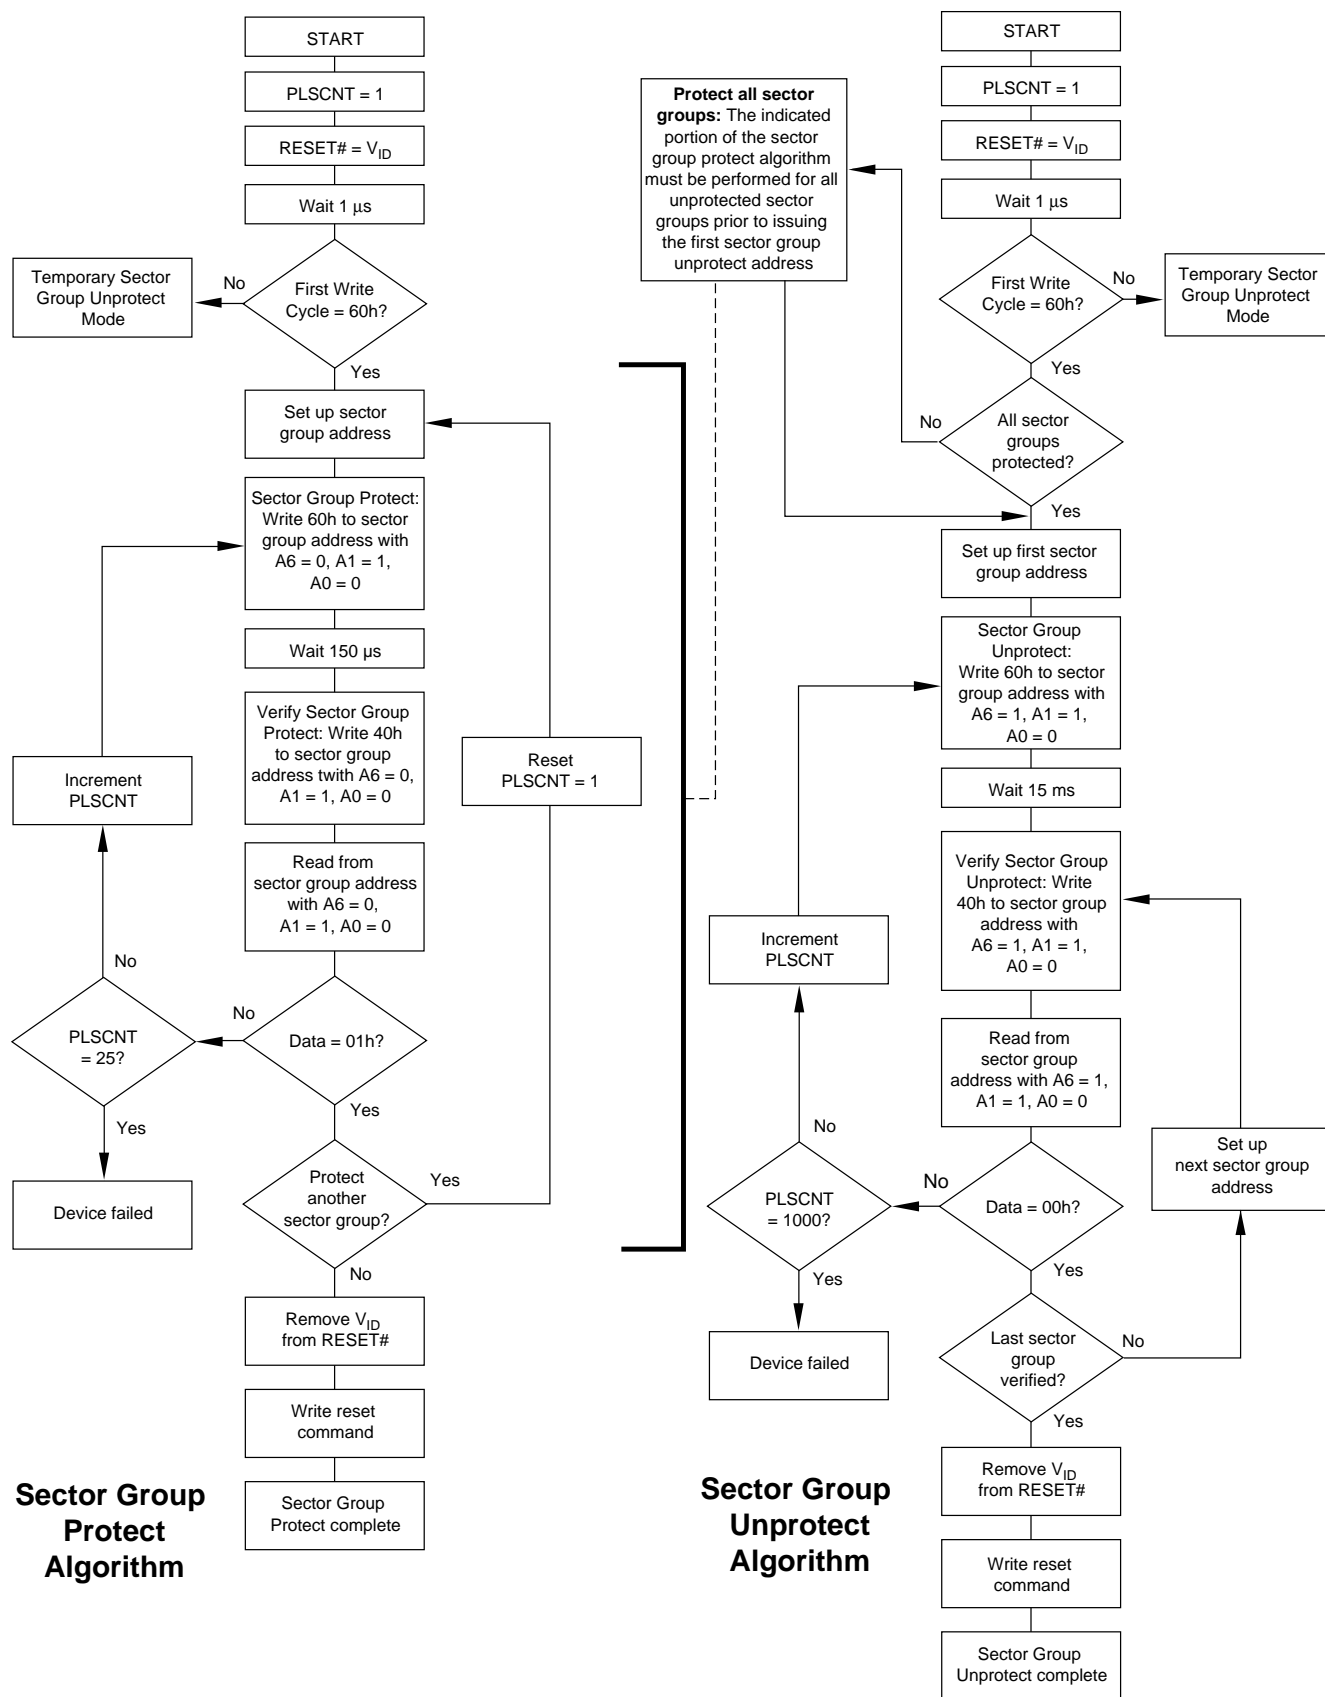 START
PLSCNT = 1
RESET# = VID
Wait 1 μs
First Write
Cycle = 60h?
No
Temporary Sector
Group Unprotect
Mode
Yes
Set up sector
group address
Sector Group Protect:
Write 60h to sector
group address with
A6 = 0, A1 = 1,
A0 = 0
Wait 150 µs
Verify Sector Group
Protect: Write 40h
to sector group
address twith A6 = 0,
A1 = 1, A0 = 0
Reset
PLSCNT = 1
Increment
PLSCNT
Read from
sector group address
with A6 = 0,
A1 = 1, A0 = 0
No
PLSCNT
= 25?
No
Data = 01h?
Yes
Yes
Device failed
Protect
another
sector group?
Yes
No
Remove VID
from RESET#
Write reset
command
Sector Group
Protect complete
Sector Group
Protect
Algorithm
START
PLSCNT = 1
RESET# = VID
Wait 1 μs
Protect all sector
groups: The indicated
portion of the sector
group protect algorithm
must be performed for all
unprotected sector
groups prior to issuing
the first sector group
unprotect address
First Write
Cycle = 60h?
No
Temporary Sector
Group Unprotect
Mode
Yes
No
All sector
groups
protected?
Yes
Set up first sector
group address
Sector Group
Unprotect:
Write 60h to sector
group address with
A6 = 1, A1 = 1,
A0 = 0
Wait 15 ms
Verify Sector Group
Unprotect: Write
40h to sector group
address with
A6 = 1, A1 = 1,
A0 = 0
Increment
PLSCNT
Read from
sector group
address with A6 = 1,
A1 = 1, A0 = 0
No
Set up
next sector group
address
PLSCNT
= 1000?
No
Data = 00h?
Yes
Yes
Device failed
Last sector
group
verified?
No
Yes
Remove VID
from RESET#
Write reset
command
Sector Group
Unprotect complete
Sector Group
Unprotect
Algorithm